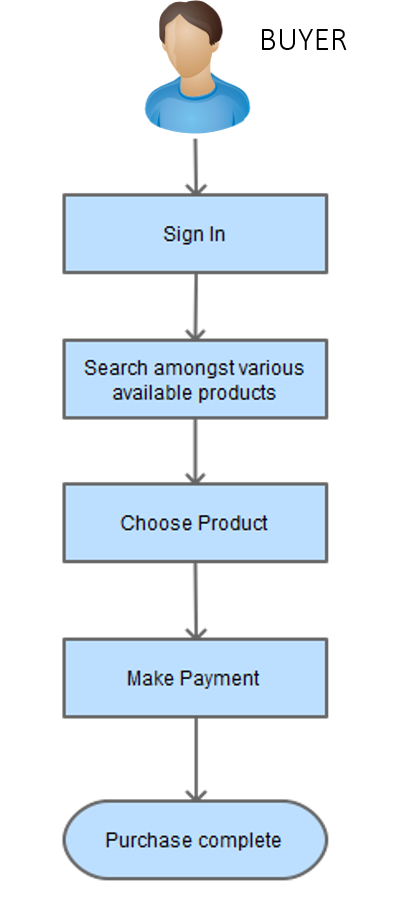 BUYER
Sign In
Search amongst various
available products
Choose Product
Make Payment
Purchase complete